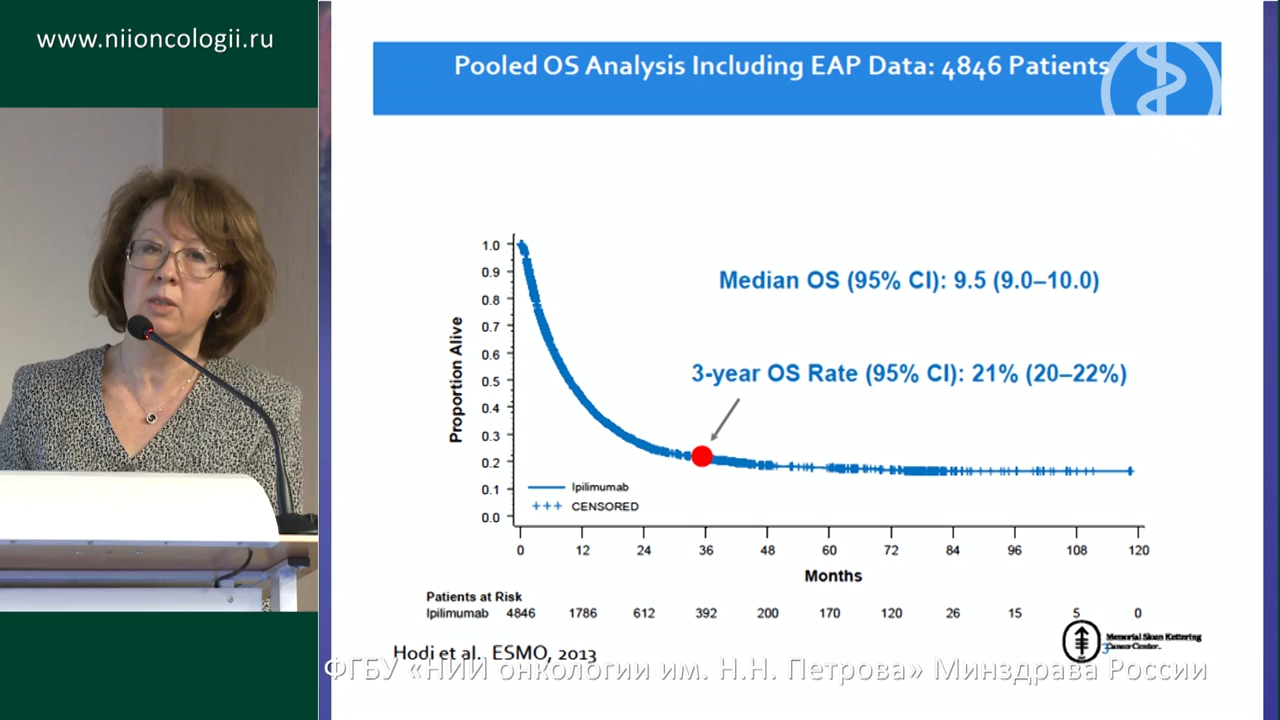 www.niioncologii.ru
Pooled OS Analysis Including EAP Data: 4846 Patients
Median OS (95% CI): 9.5 (9.0–10.0)
3-year OS Rate (95% CI): 21% (20–22%)
Proportion Alive
1.0
0.9
0.8
0.7
0.6
0.5
0.4
0.3
0.2
0.1
0.0
Ipilimumab
CENSORED
0 12 24 36 48 60 72 84 96 108 120
Months
Patients at Risk
Ipilimumab 4846 1786 612 392 200 170 120 26 15 5 0
Hodi et al. ESMO, 2013
Memorial Sloan Kettering
Cancer Center
3
ФГБУ «НИИ онкологии им. Н.Н. Петрова» Минздрава России